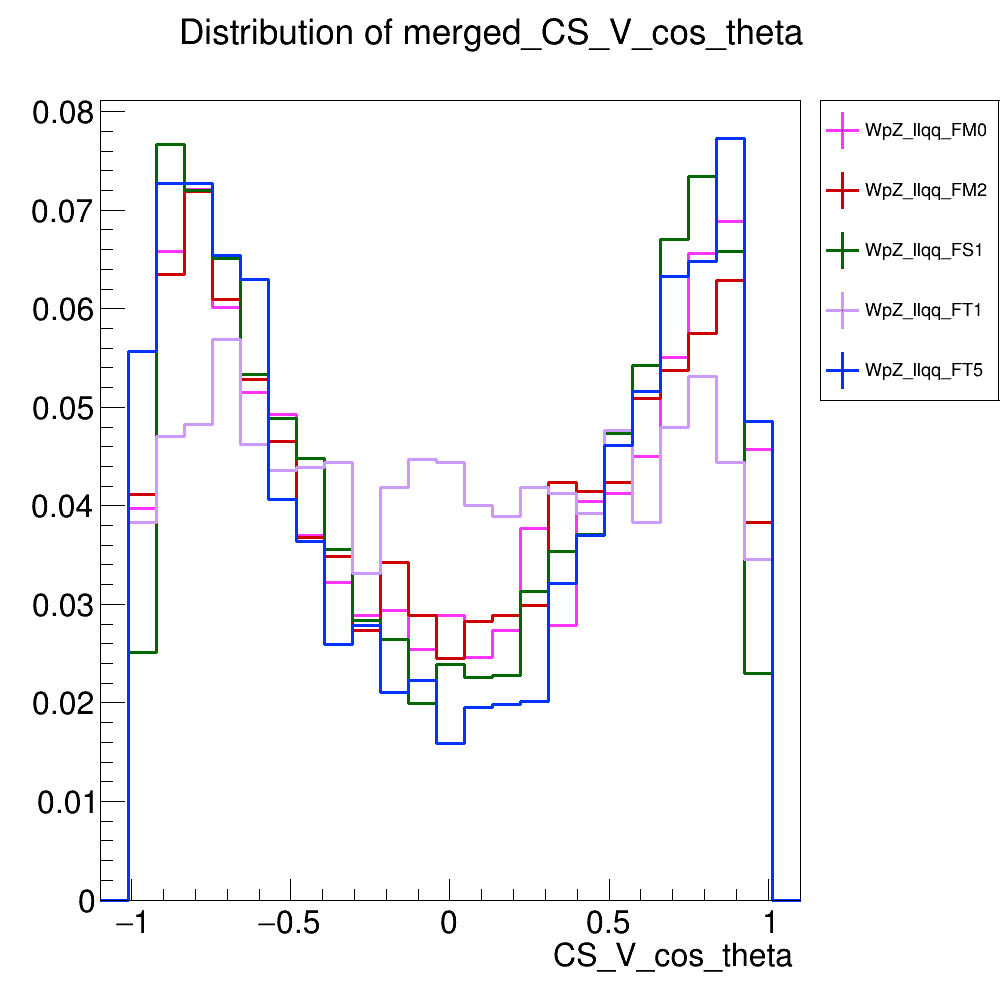 Distribution of merged_CS_V_cos_theta
0.08
0.07
0.06
0.05
0.04
0.03
0.02
0.01
0
−1
−0.5
0
0.5
1
CS_V_cos_theta
WpZ_llqq_FM0
WpZ_llqq_FM2
WpZ_llqq_FS1
WpZ_llqq_FT1
WpZ_llqq_FT5